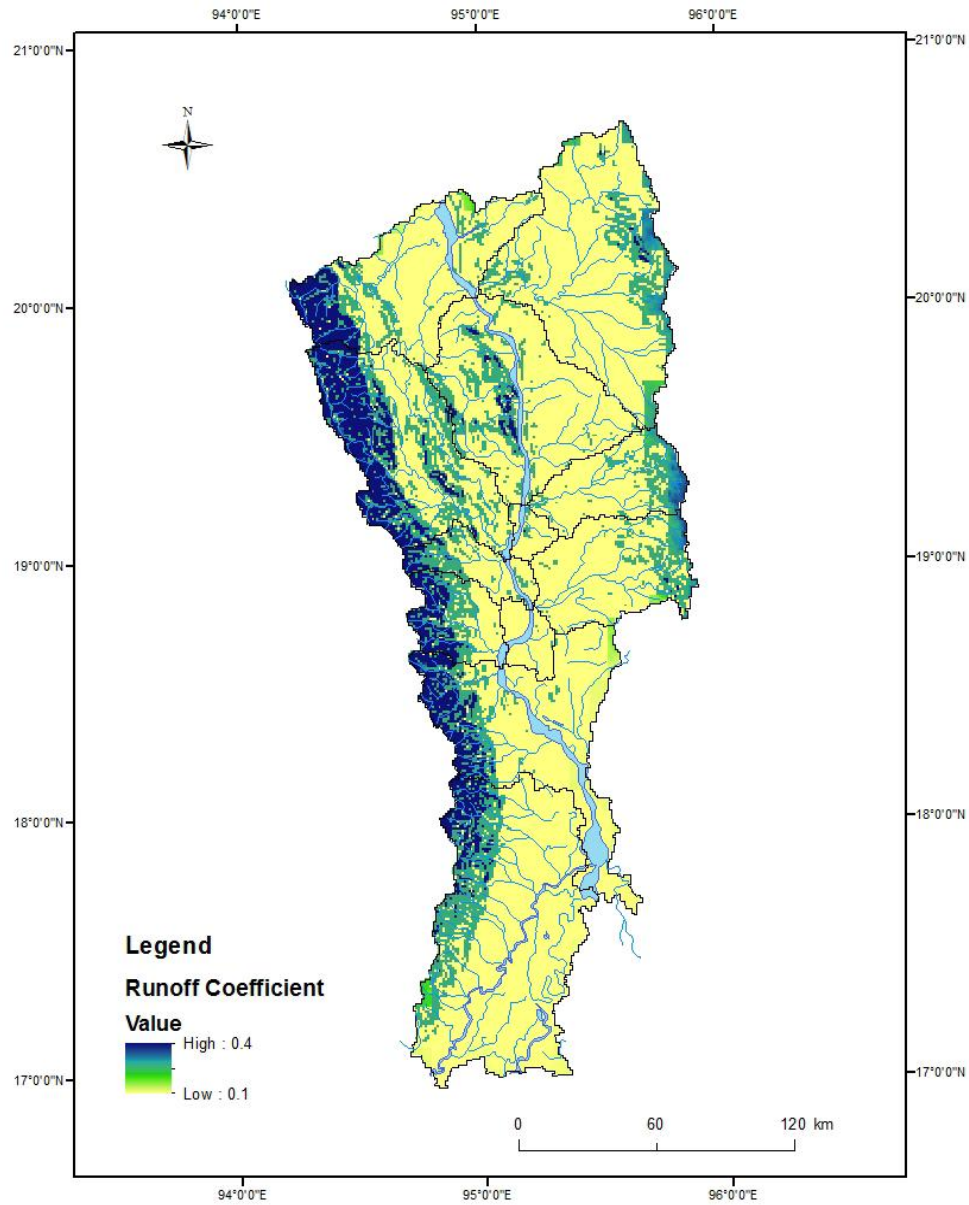 94°0'0"E 95°0'0"E 96°0'0"E
21°0'0"N 21°0'0"N
N
20°0'0"N 20°0'0"N
19°0'0"N 19°0'0"N
18°0'0"N 18°0'0"N
Legend
Runoff Coefficient
Value
High : 0.4
Low : 0.1
17°0'0"N 17°0'0"N
0 60 120 km
94°0'0"E 95°0'0"E 96°0'0"E